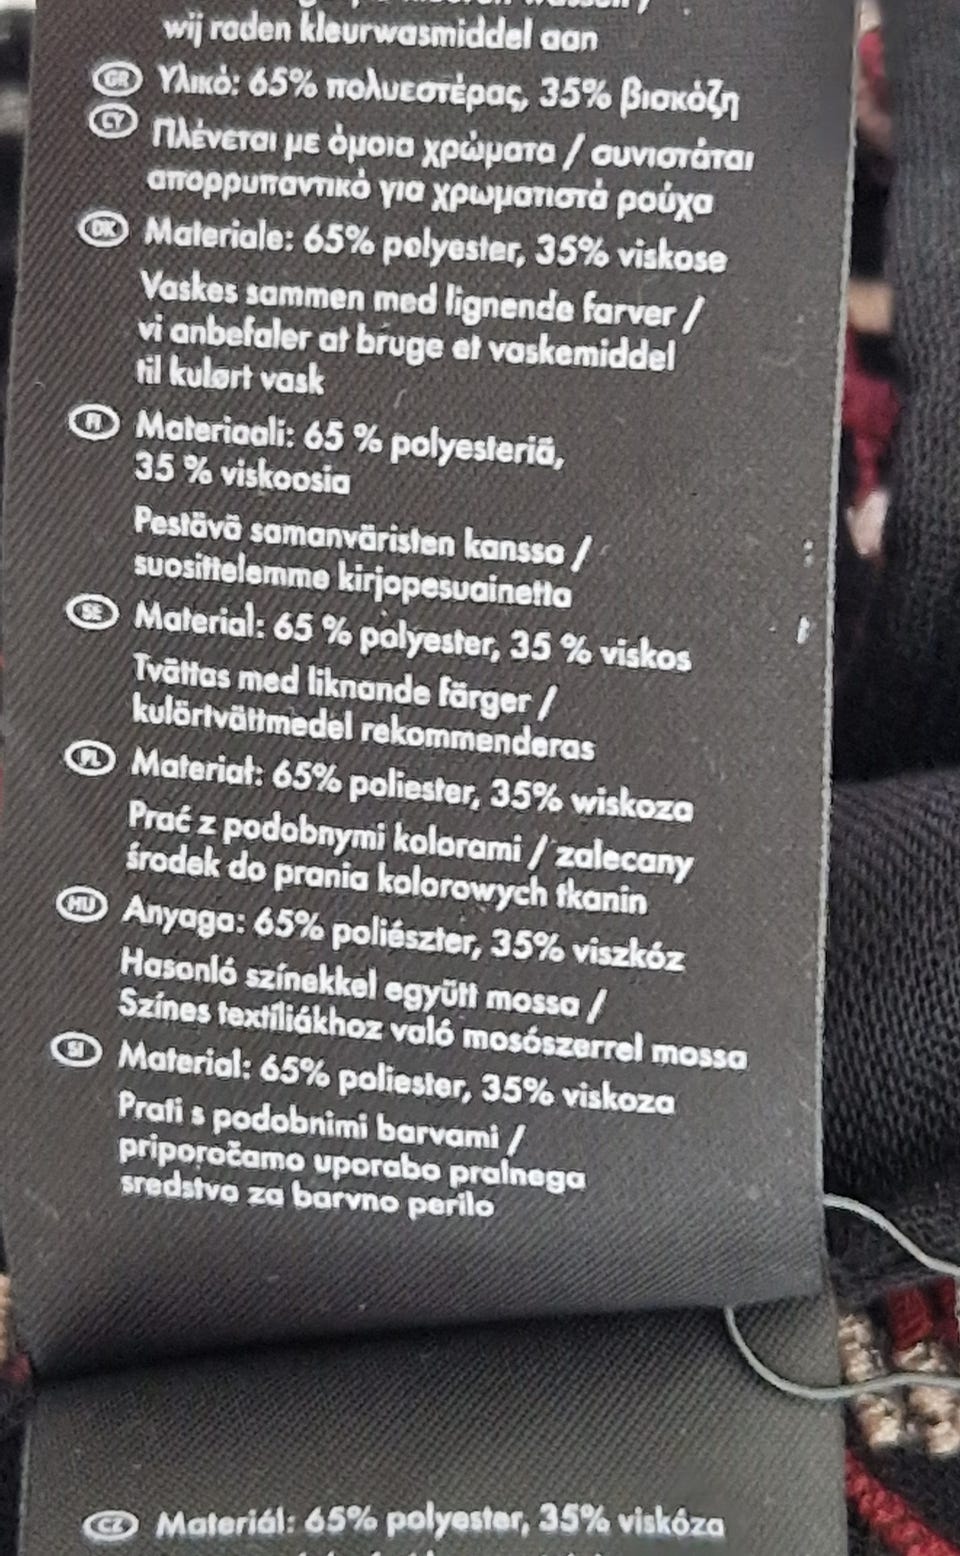 wij raden kleurwasmiddel aan
GR Υλικό: 65% πολυεστέρας, 35% βισκόζη
CY Πλένεται με όμοια χρώματα / συνιστάται
απορρυπαντικό για χρωματιστά ρούχα
DK Materiale: 65% polyester, 35% viskose
Vaskes sammen med lignende farver /
vi anbefaler at bruge et vaskemiddel
til kulørt vask
FI Materiaali: 65 % polyesteriä,
35 % viskoosia
Pestävä samanväristen kanssa /
suosittelemme kirjopesuainetta
SE Material: 65 % polyester, 35 % viskos
Tvättas med liknande färger /
kulörtvättmedel rekommenderas
PL Materiał: 65% poliester, 35% wiskoza
Prać z podobnymi kolorami / zalecany
środek do prania kolorowych tkanin
HU Anyaga: 65% poliészter, 35% viszkóz
Hasonló színekkel együtt mossa /
Színes textíliákhoz való mosószerrel mossa
SI Material: 65% poliester, 35% viskoza
Prati s podobnimi barvami /
priporočamo uporabo pralnega
sredstva za barvno perilo
CZ Materiál: 65% polyester, 35% viskóza